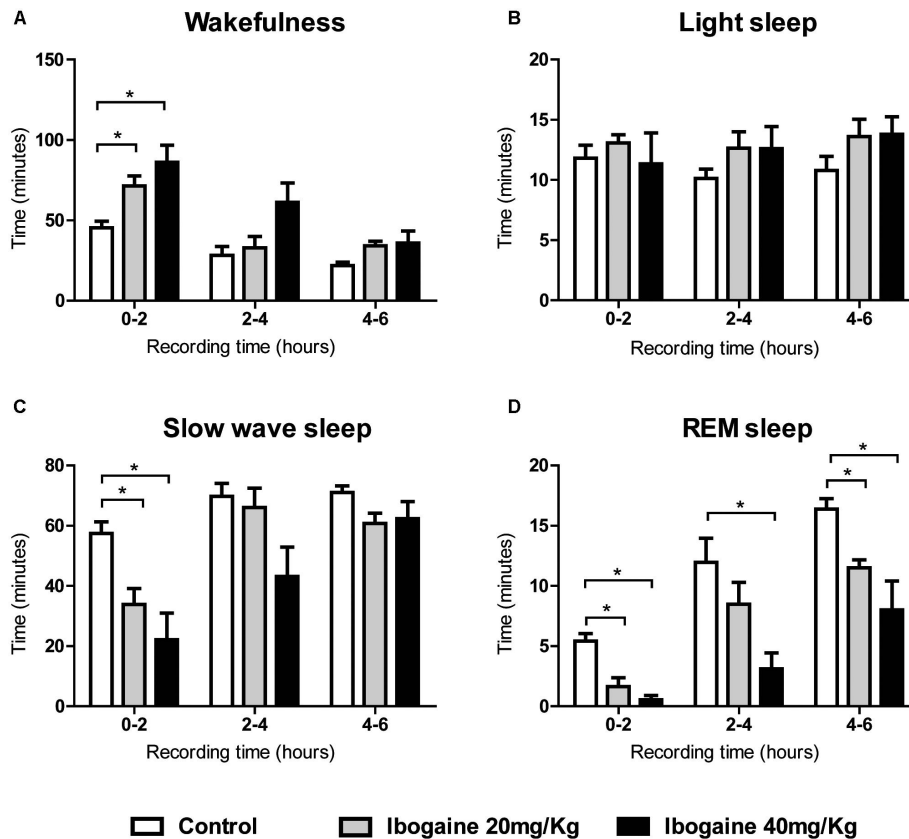 A
Wakefulness
150
100
50
0
Time (minutes)
*
*
0-2
2-4
4-6
Recording time (hours)
B
Light sleep
20
15
10
5
0
Time (minutes)
0-2
2-4
4-6
Recording time (hours)
C
Slow wave sleep
80
60
40
20
0
Time (minutes)
*
*
0-2
2-4
4-6
Recording time (hours)
D
REM sleep
20
15
10
5
0
Time (minutes)
*
*
*
*
*
0-2
2-4
4-6
Recording time (hours)
Control
Ibogaine 20mg/Kg
Ibogaine 40mg/Kg